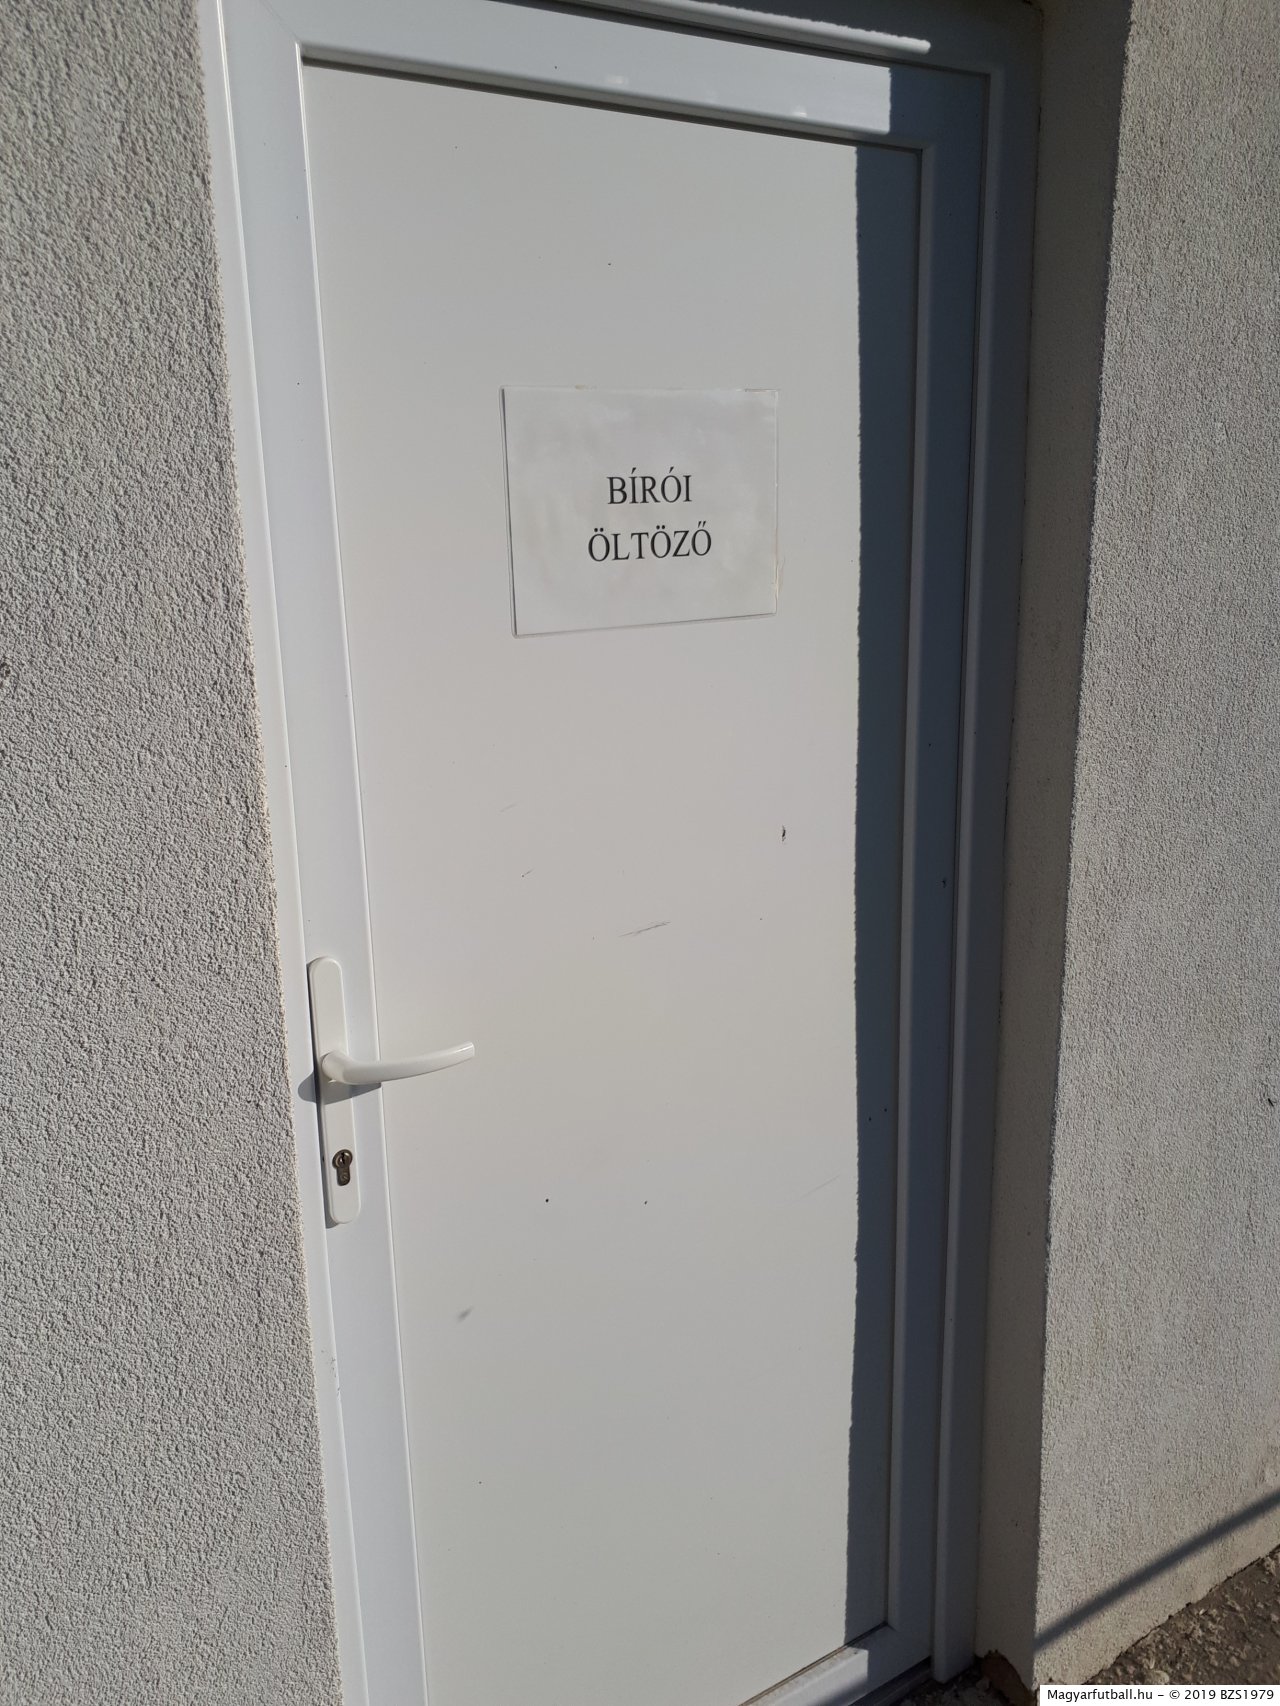 BÍRÓI
ÖLTÖZŐ
Magyarfutball.hu - © 2019 BZS1979